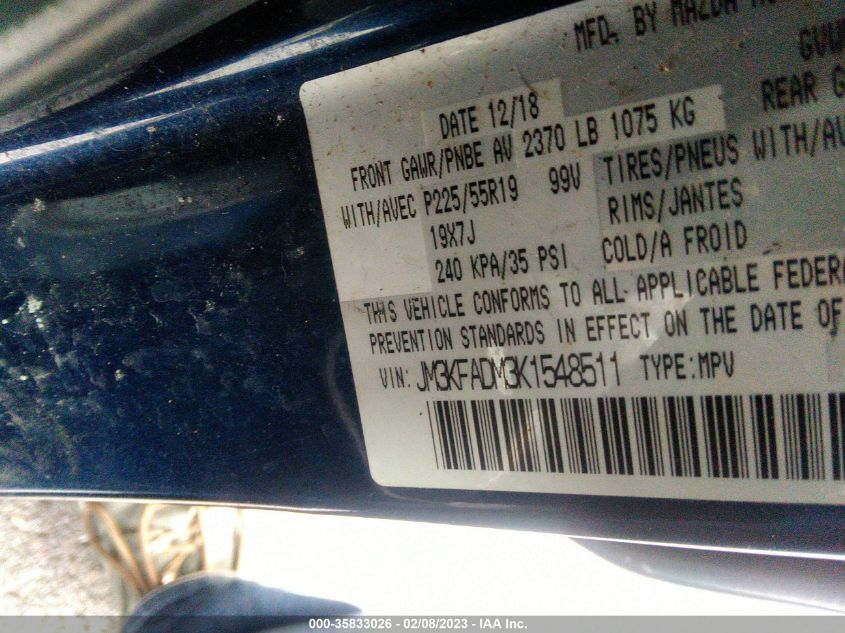 MFD. BY MAZDA
DATE 12/18
FRONT GAWR/PNBE AV 2370 LB 1075 KG REAR
WITH/AVEC P225/55R19 99V TIRES/PNEUS WITH/
19X7J RIMS/JANTES
240 KPA/35 PSI COLD/A FROID
THIS VEHICLE CONFORMS TO ALL APPLICABLE
PREVENTION STANDARDS IN EFFECT ON THE DATE OF
VIN: JM3KFADM3K1548511 TYPE:MPV
000-35833026 - 02/08/2023 - IAA Inc.